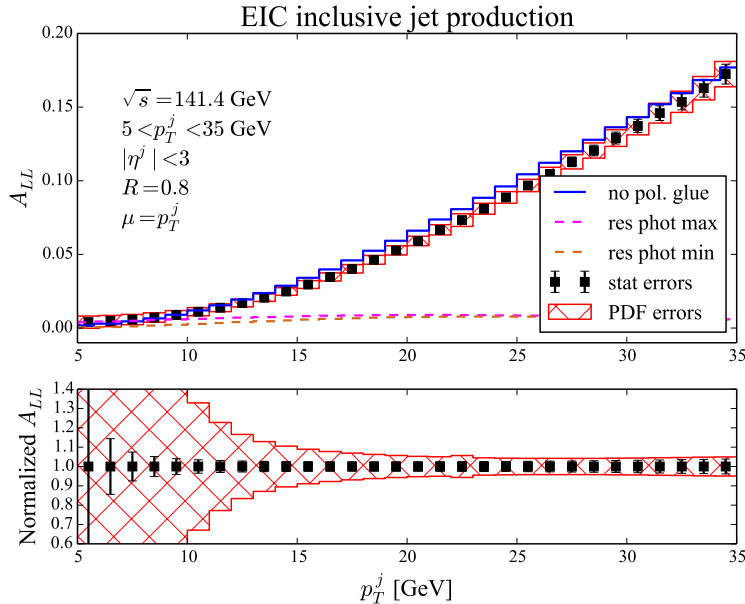 EIC inclusive jet production
0.20
0.15
0.10
0.05
0.00
A_LL
√s = 141.4 GeV
5 < p_T^j < 35 GeV
|η^j| < 3
R = 0.8
μ = p_T^j
no pol. glue
res phot max
res phot min
stat errors
PDF errors
5 10 15 20 25 30 35
1.4
1.3
1.2
1.1
1.0
0.9
0.8
0.7
0.6
Normalized A_LL
5 10 15 20 25 30 35
p_T^j [GeV]